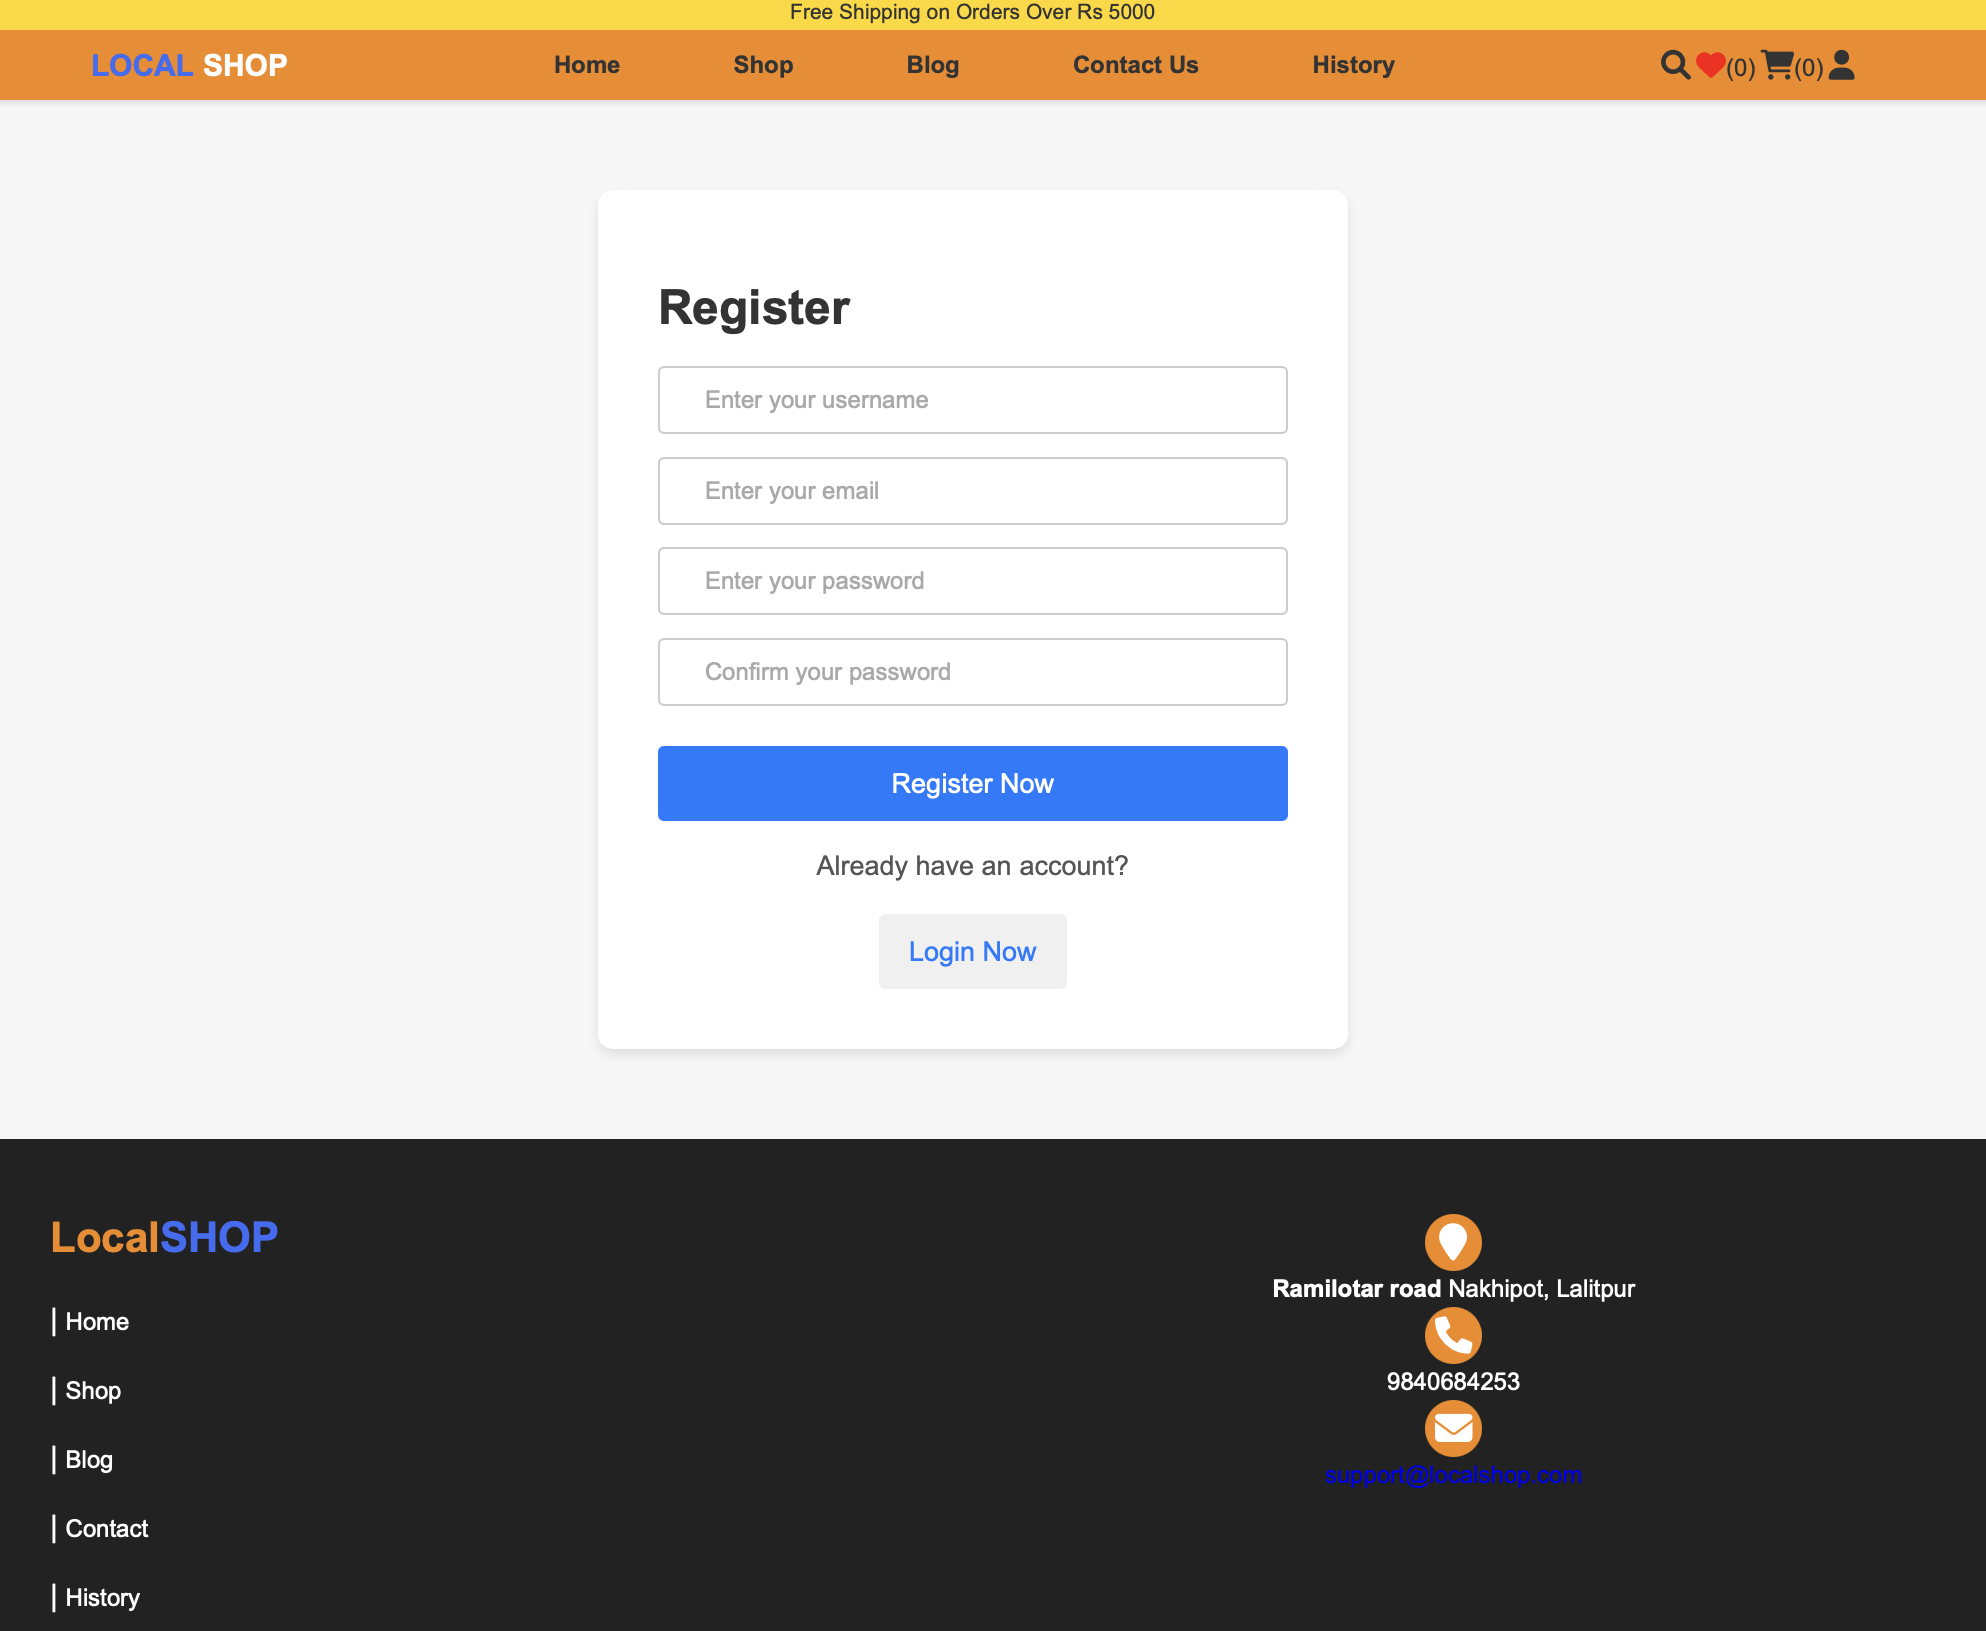 Free Shipping on Orders Over Rs 5000
LOCAL SHOP
Home
Shop
Blog
Contact Us
History
(0)
(0)
Register
Enter your username
Enter your email
Enter your password
Confirm your password
Register Now
Already have an account?
Login Now
LocalSHOP
Home
Shop
Blog
Contact
History
Ramilotar road Nakhipot, Lalitpur
9840684253
support@localshop.com